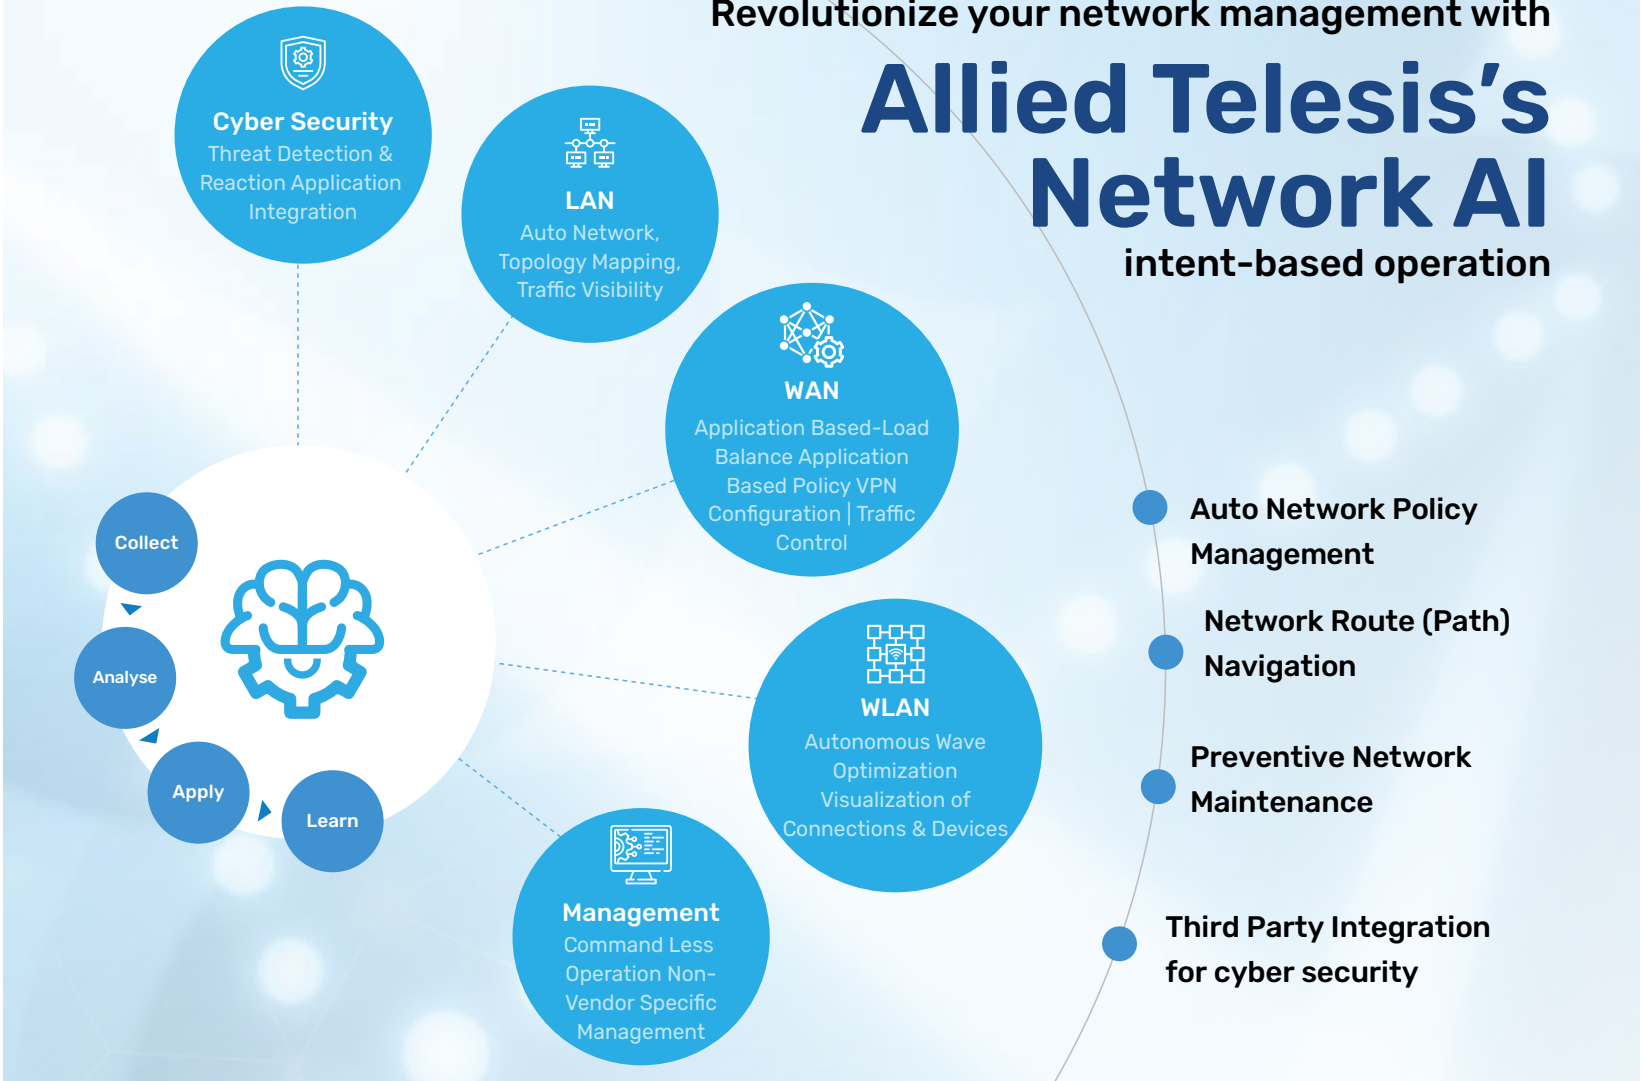 Revolutionize your network management with
Allied Telesis's
Network AI
intent-based operation
Cyber Security
Threat Detection &
Reaction Application
Integration
LAN
Auto Network,
Topology Mapping,
Traffic Visibility
WAN
Application Based-Load
Balance Application
Based Policy VPN
Configuration | Traffic
Control
WLAN
Autonomous Wave
Optimization
Visualization of
Connections & Devices
Management
Command Less
Operation Non-
Vendor Specific
Management
Collect
Analyse
Apply
Learn
Auto Network Policy
Management
Network Route (Path)
Navigation
Preventive Network
Maintenance
Third Party Integration
for cyber security